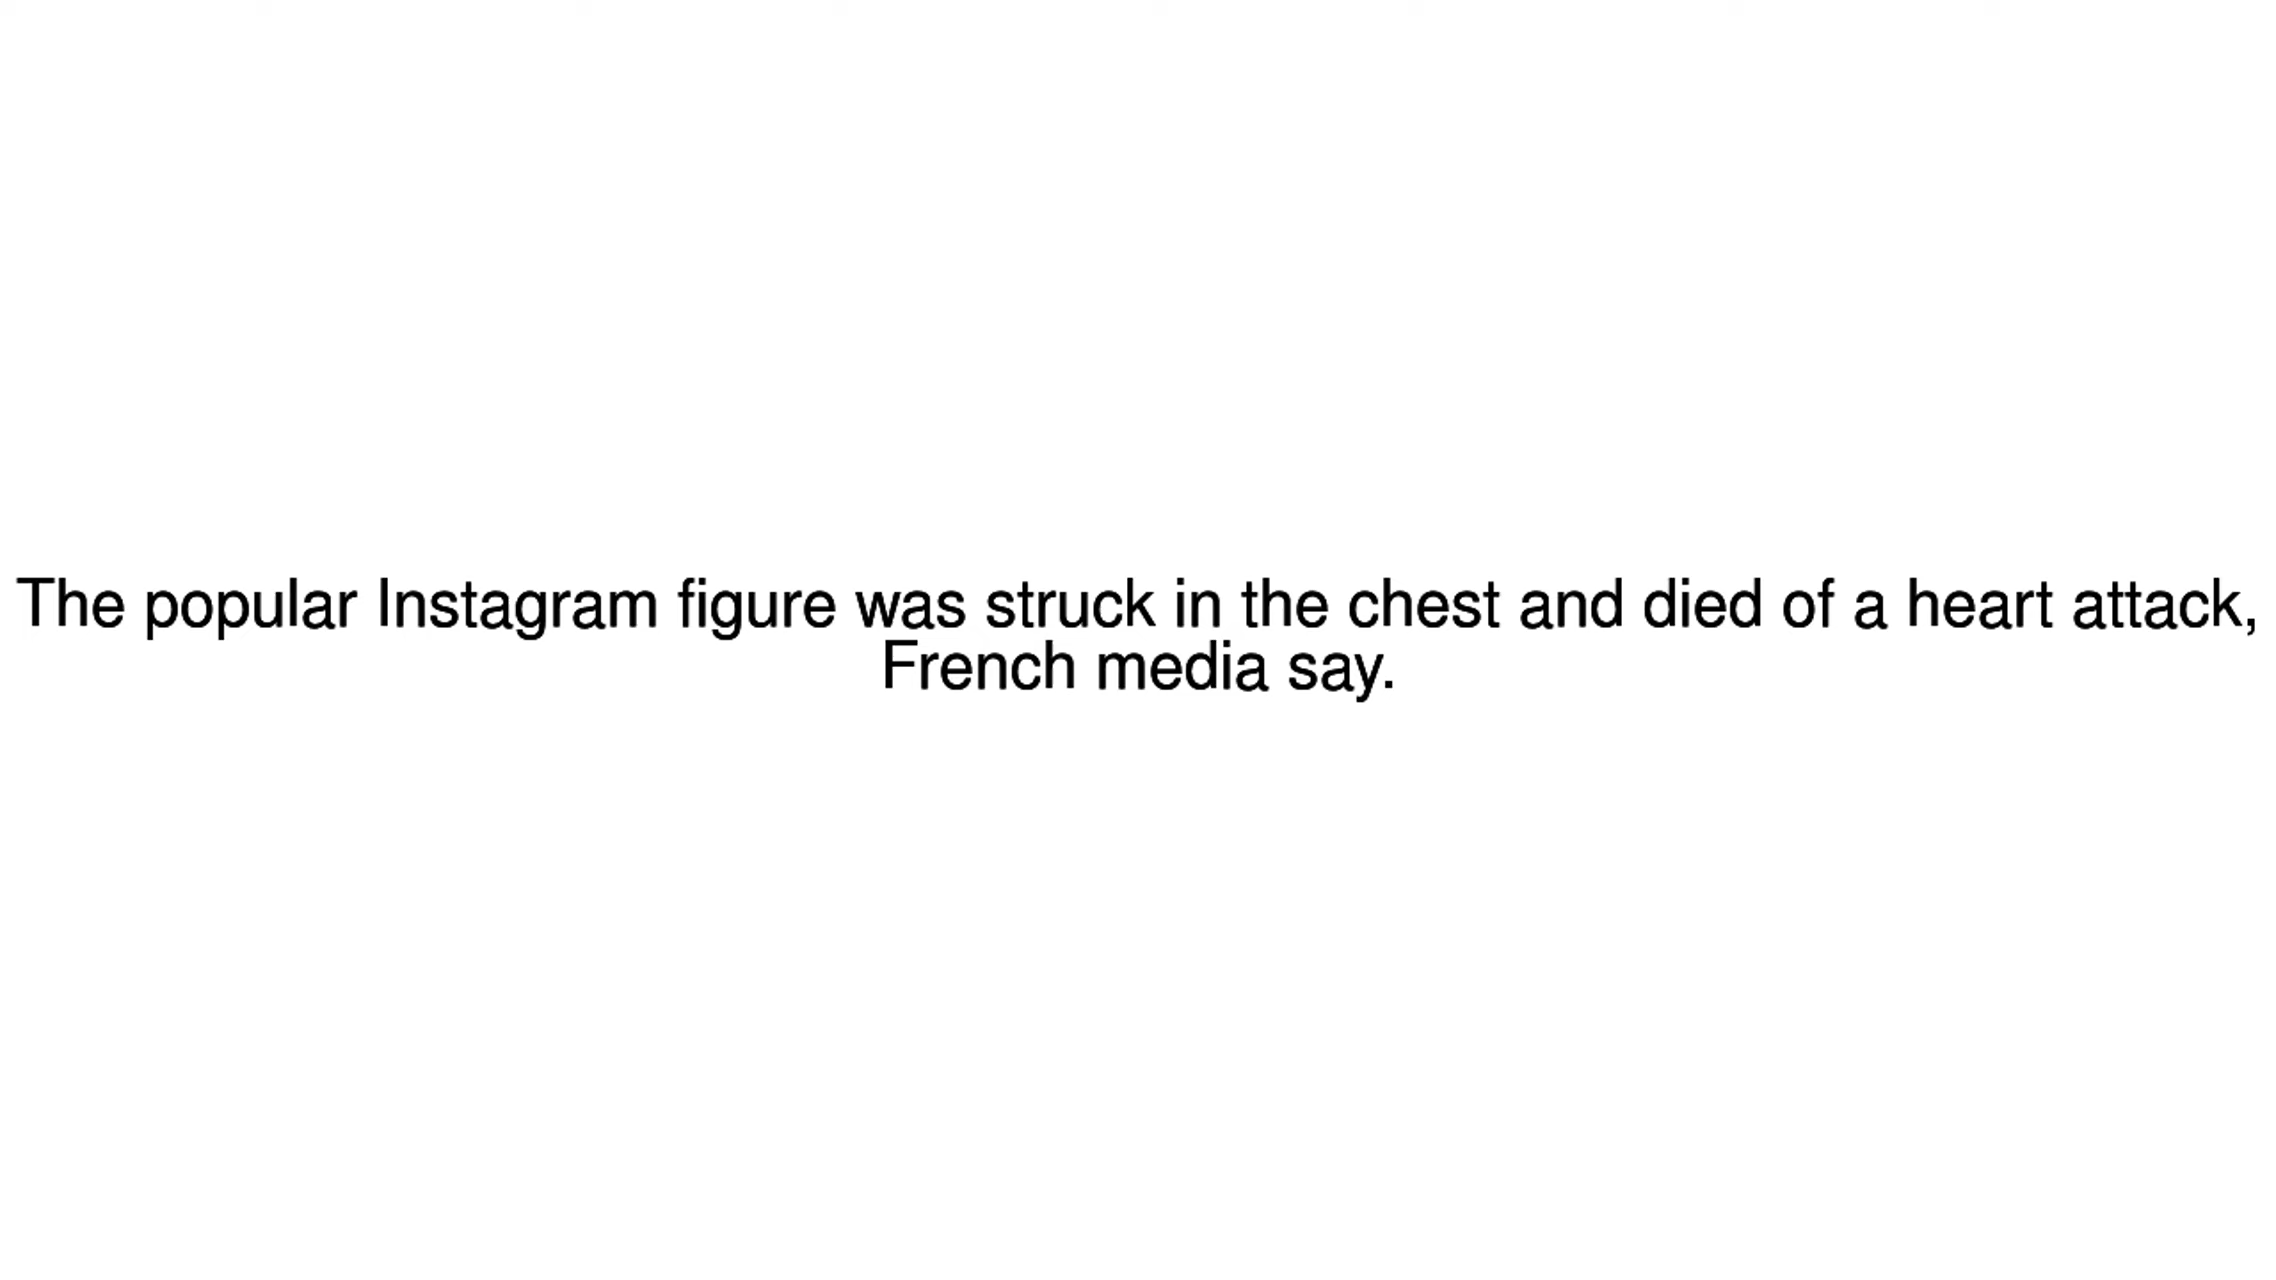 The popular Instagram figure was struck in the chest and died of a heart attack,
French media say.